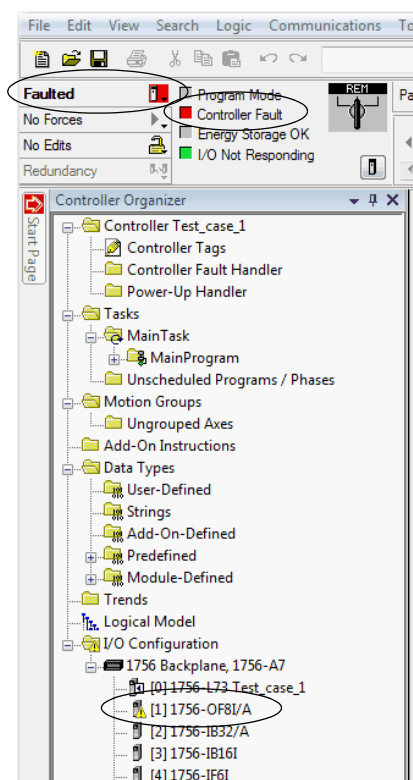 File Edit View Search Logic Communications To
Faulted
No Forces
No Edits
Redundancy
Program Mode
Controller Fault
Energy Storage OK
I/O Not Responding
REM
Pa
Start Page
Controller Organizer
Controller Test_case_1
Controller Tags
Controller Fault Handler
Power-Up Handler
Tasks
MainTask
MainProgram
Unscheduled Programs / Phases
Motion Groups
Ungrouped Axes
Add-On Instructions
Data Types
User-Defined
Strings
Add-On-Defined
Predefined
Module-Defined
Trends
Logical Model
I/O Configuration
1756 Backplane, 1756-A7
[0] 1756-L73 Test_case_1
[1] 1756-OF8I/A
[2] 1756-IB32/A
[3] 1756-IB16I
[4] 1756-IF6I